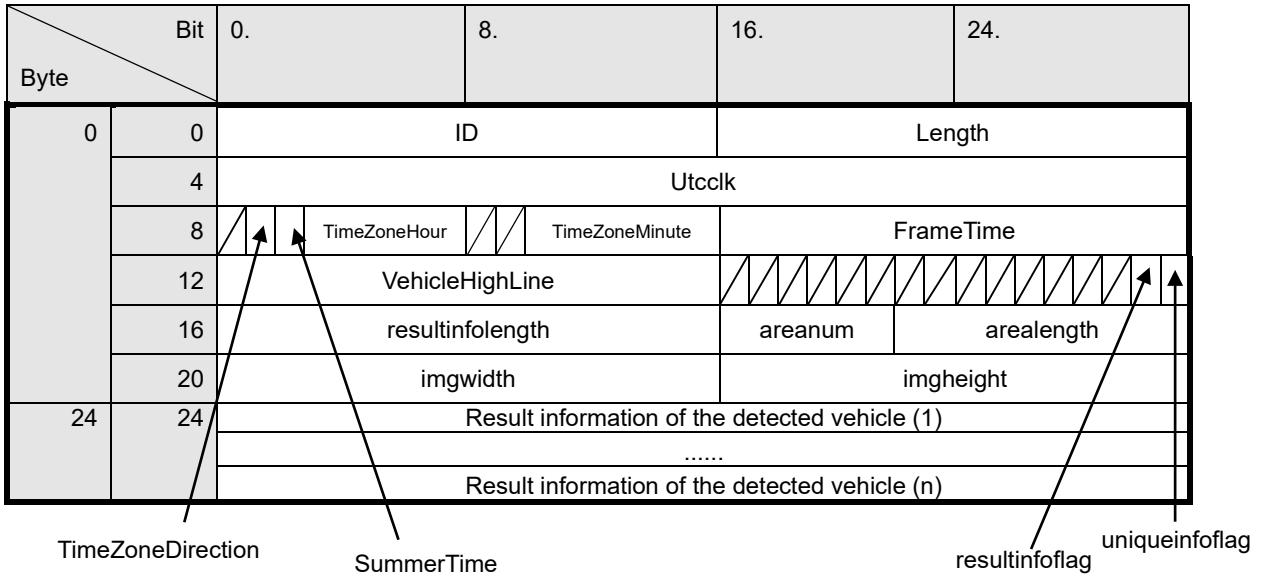 Bit 0. 8. 16. 24.
Byte
0 0 ID Length
4 Utcclk
8 TimeZoneHour TimeZoneMinute FrameTime
12 VehicleHighLine
16 resultinfolength areanum arealength
20 imgwidth imgheight
24 24 Result information of the detected vehicle (1)
......
Result information of the detected vehicle (n)
TimeZoneDirection SummerTime resultinfoflag uniqueinfoflag